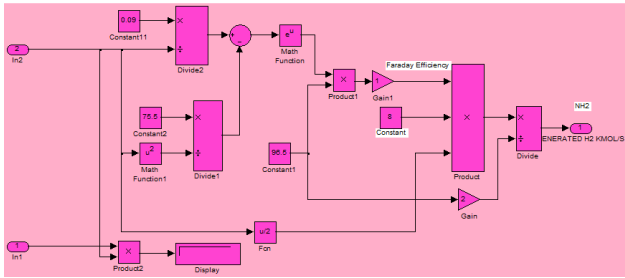 0.09
Constant11
×
÷
Divide2
2
In2
+
-
e^u
Math
Function
Faraday Efficiency
×
Product1
1
Gain1
75.5
Constant2
u^2
Math
Function1
×
÷
Divide1
96.5
Constant1
8
Constant
×
Product
×
÷
Divide
NH2
1
ENERATED H2 KMOL/S
2
Gain
u/2
Fcn
1
In1
×
Product2
Display